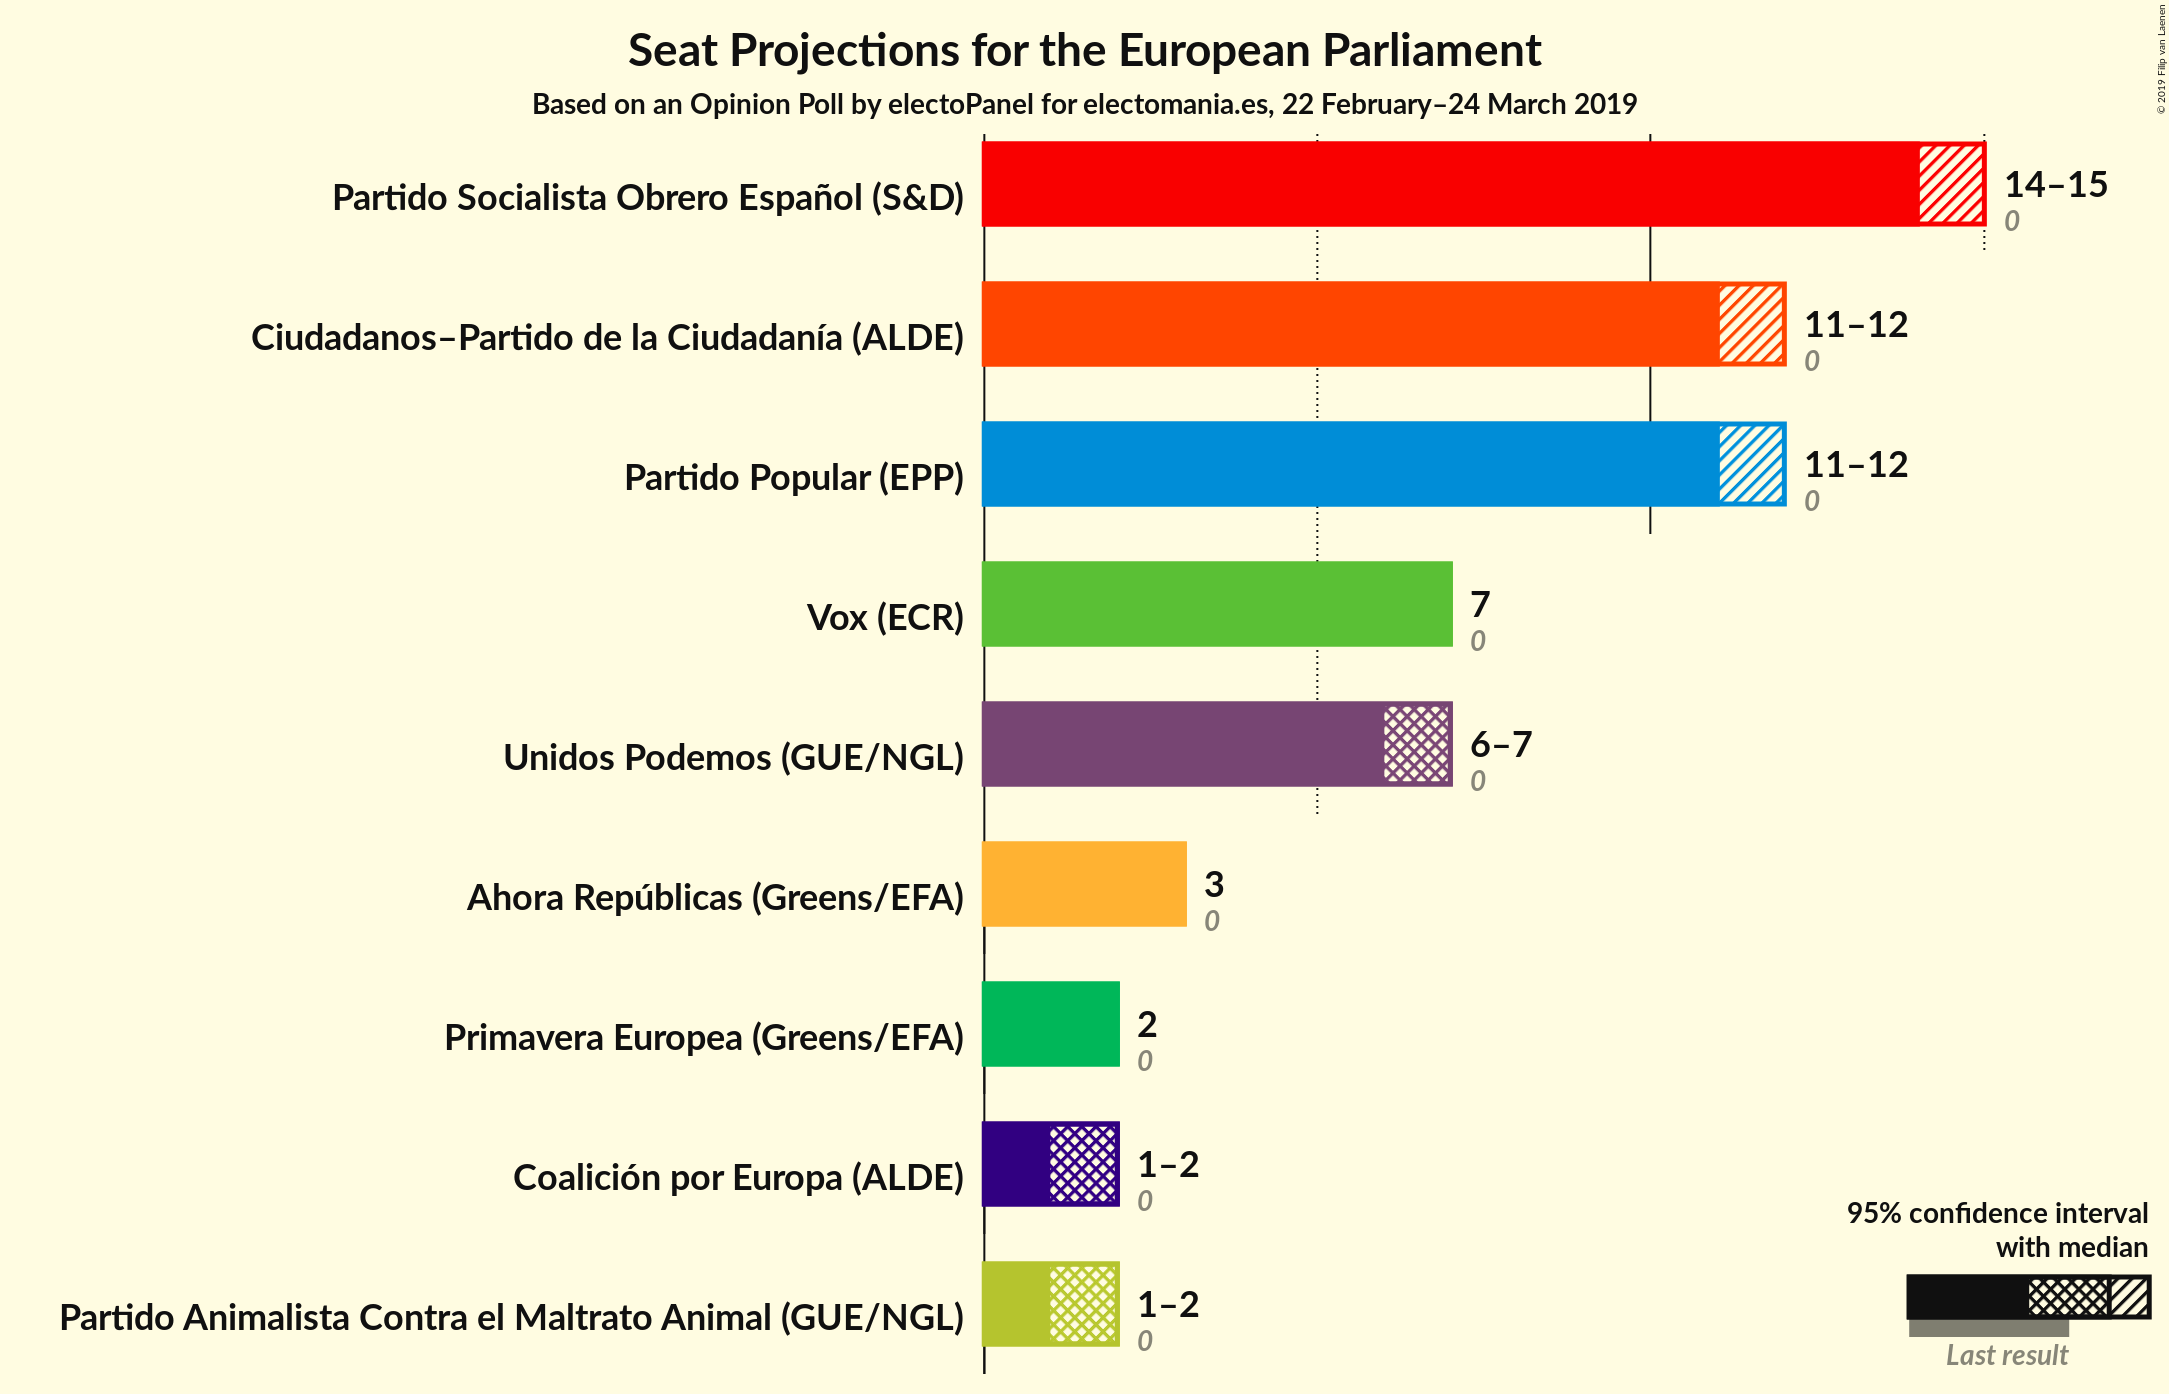 Seat Projections for the European Parliament
Based on an Opinion Poll by electoPanel for electomania.es, 22 February–24 March 2019
© 2019 Filip van Laenen
Partido Socialista Obrero Español (S&D)
14–15
0
Ciudadanos–Partido de la Ciudadanía (ALDE)
11–12
0
Partido Popular (EPP)
11–12
0
Vox (ECR)
7
0
Unidos Podemos (GUE/NGL)
6–7
0
Ahora Repúblicas (Greens/EFA)
3
0
Primavera Europea (Greens/EFA)
2
0
Coalición por Europa (ALDE)
1–2
0
Partido Animalista Contra el Maltrato Animal (GUE/NGL)
1–2
0
95% confidence interval
with median
Last result